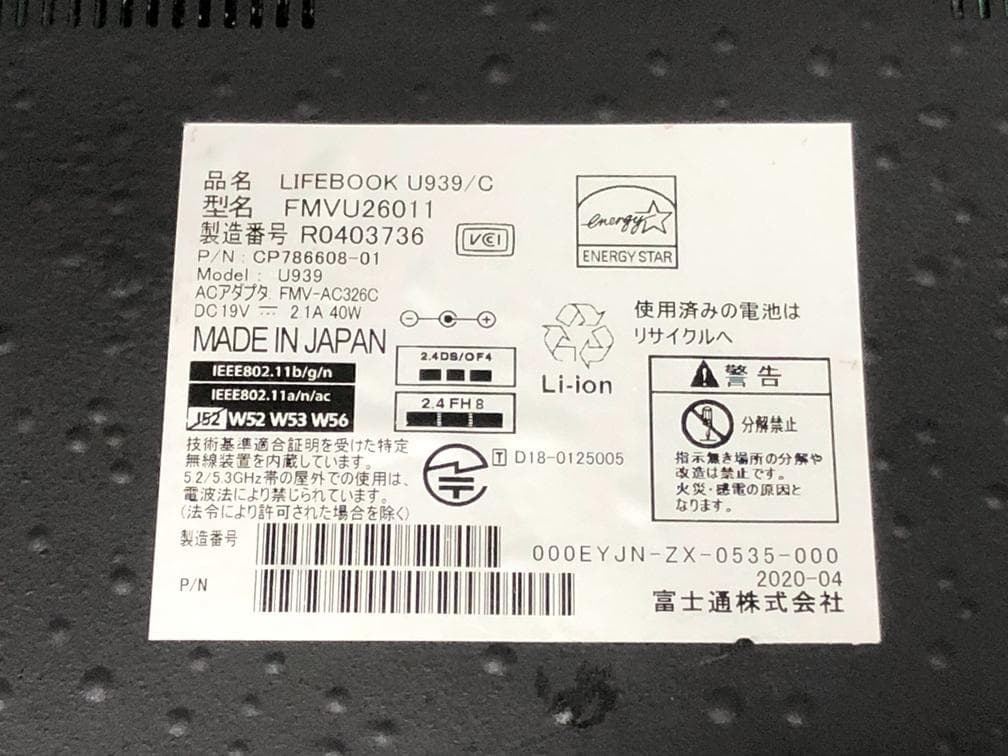 品名 LIFEBOOK U939/C
型名 FMVU26011
製造番号 R0403736
VCI
P/N : CP786608-01
Model : U939
ACアダプタ FMV-AC326C
DC19V 2.1A 40W
MADE IN JAPAN
energy
ENERGY STAR
IEEE802.11b/g/n
IEEE802.11a/n/ac
J52 W52 W53 W56
2.4DS/OF4
2.4FH8
Li-ion
使用済みの電池は
リサイクルへ
警告
分解禁止
指示無き場所の分解や
改造は禁止です。
火災・感電の原因と
なります。
技術基準適合証明を受けた特定
無線装置を内蔵しています。
5.2/5.3GHz帯の屋外での使用は、
電波法により禁じられています。
(法令により許可された場合を除く)
T D18-0125005
製造番号
P/N
000EYJN-ZX-0535-000
2020-04
富士通株式会社